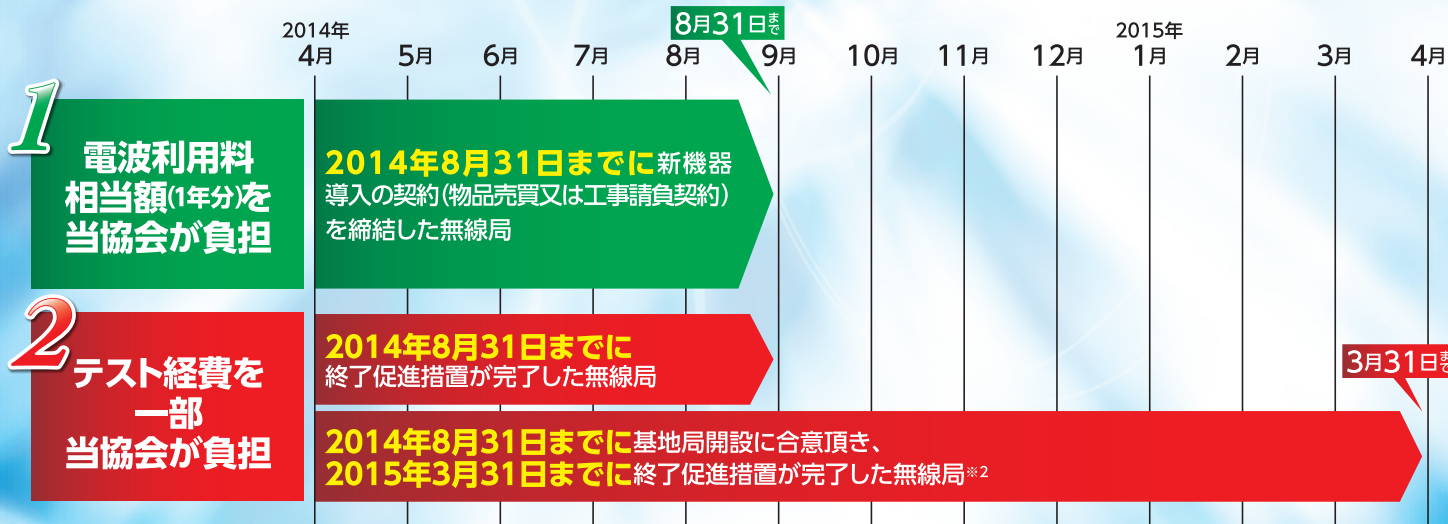 8月31日まで
2014年
2015年
4月 5月 6月 7月 8月 9月 10月 11月 12月 1月 2月 3月 4月
1
電波利用料
相当額(1年分)を
当協会が負担
2014年8月31日までに新機器
導入の契約(物品売買又は工事請負契約)
を締結した無線局
2
テスト経費を
一部
当協会が負担
2014年8月31日までに
終了促進措置が完了した無線局
3月31日まで
2014年8月31日までに基地局開設に合意頂き、
2015年3月31日までに終了促進措置が完了した無線局※2